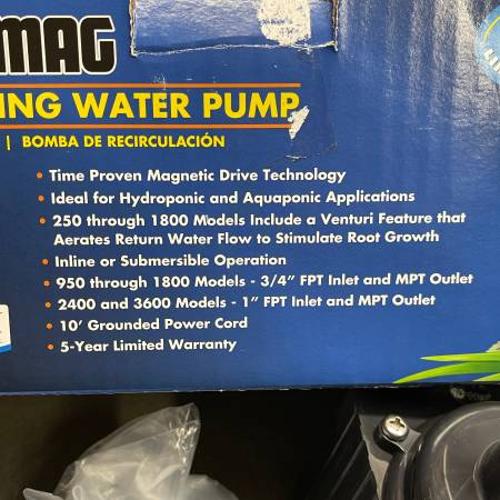 MAG
ING WATER PUMP
| BOMBA DE RECIRCULACIÓN
• Time Proven Magnetic Drive Technology
• Ideal for Hydroponic and Aquaponic Applications
• 250 through 1800 Models Include a Venturi Feature that
Aerates Return Water Flow to Stimulate Root Growth
• Inline or Submersible Operation
• 950 through 1800 Models - 3/4" FPT Inlet and MPT Outlet
• 2400 and 3600 Models - 1" FPT Inlet and MPT Outlet
• 10' Grounded Power Cord
• 5-Year Limited Warranty